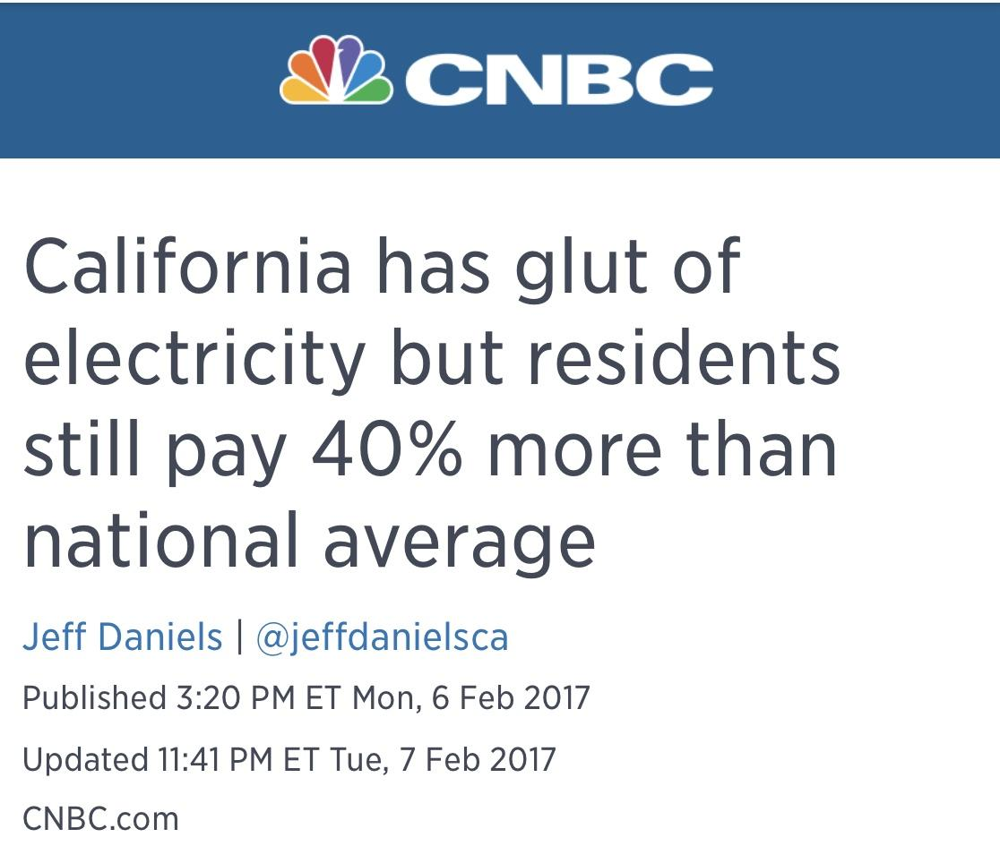 CNBC
California has glut of
electricity but residents
still pay 40% more than
national average
Jeff Daniels | @jeffdanielsca
Published 3:20 PM ET Mon, 6 Feb 2017
Updated 11:41 PM ET Tue, 7 Feb 2017
CNBC.com